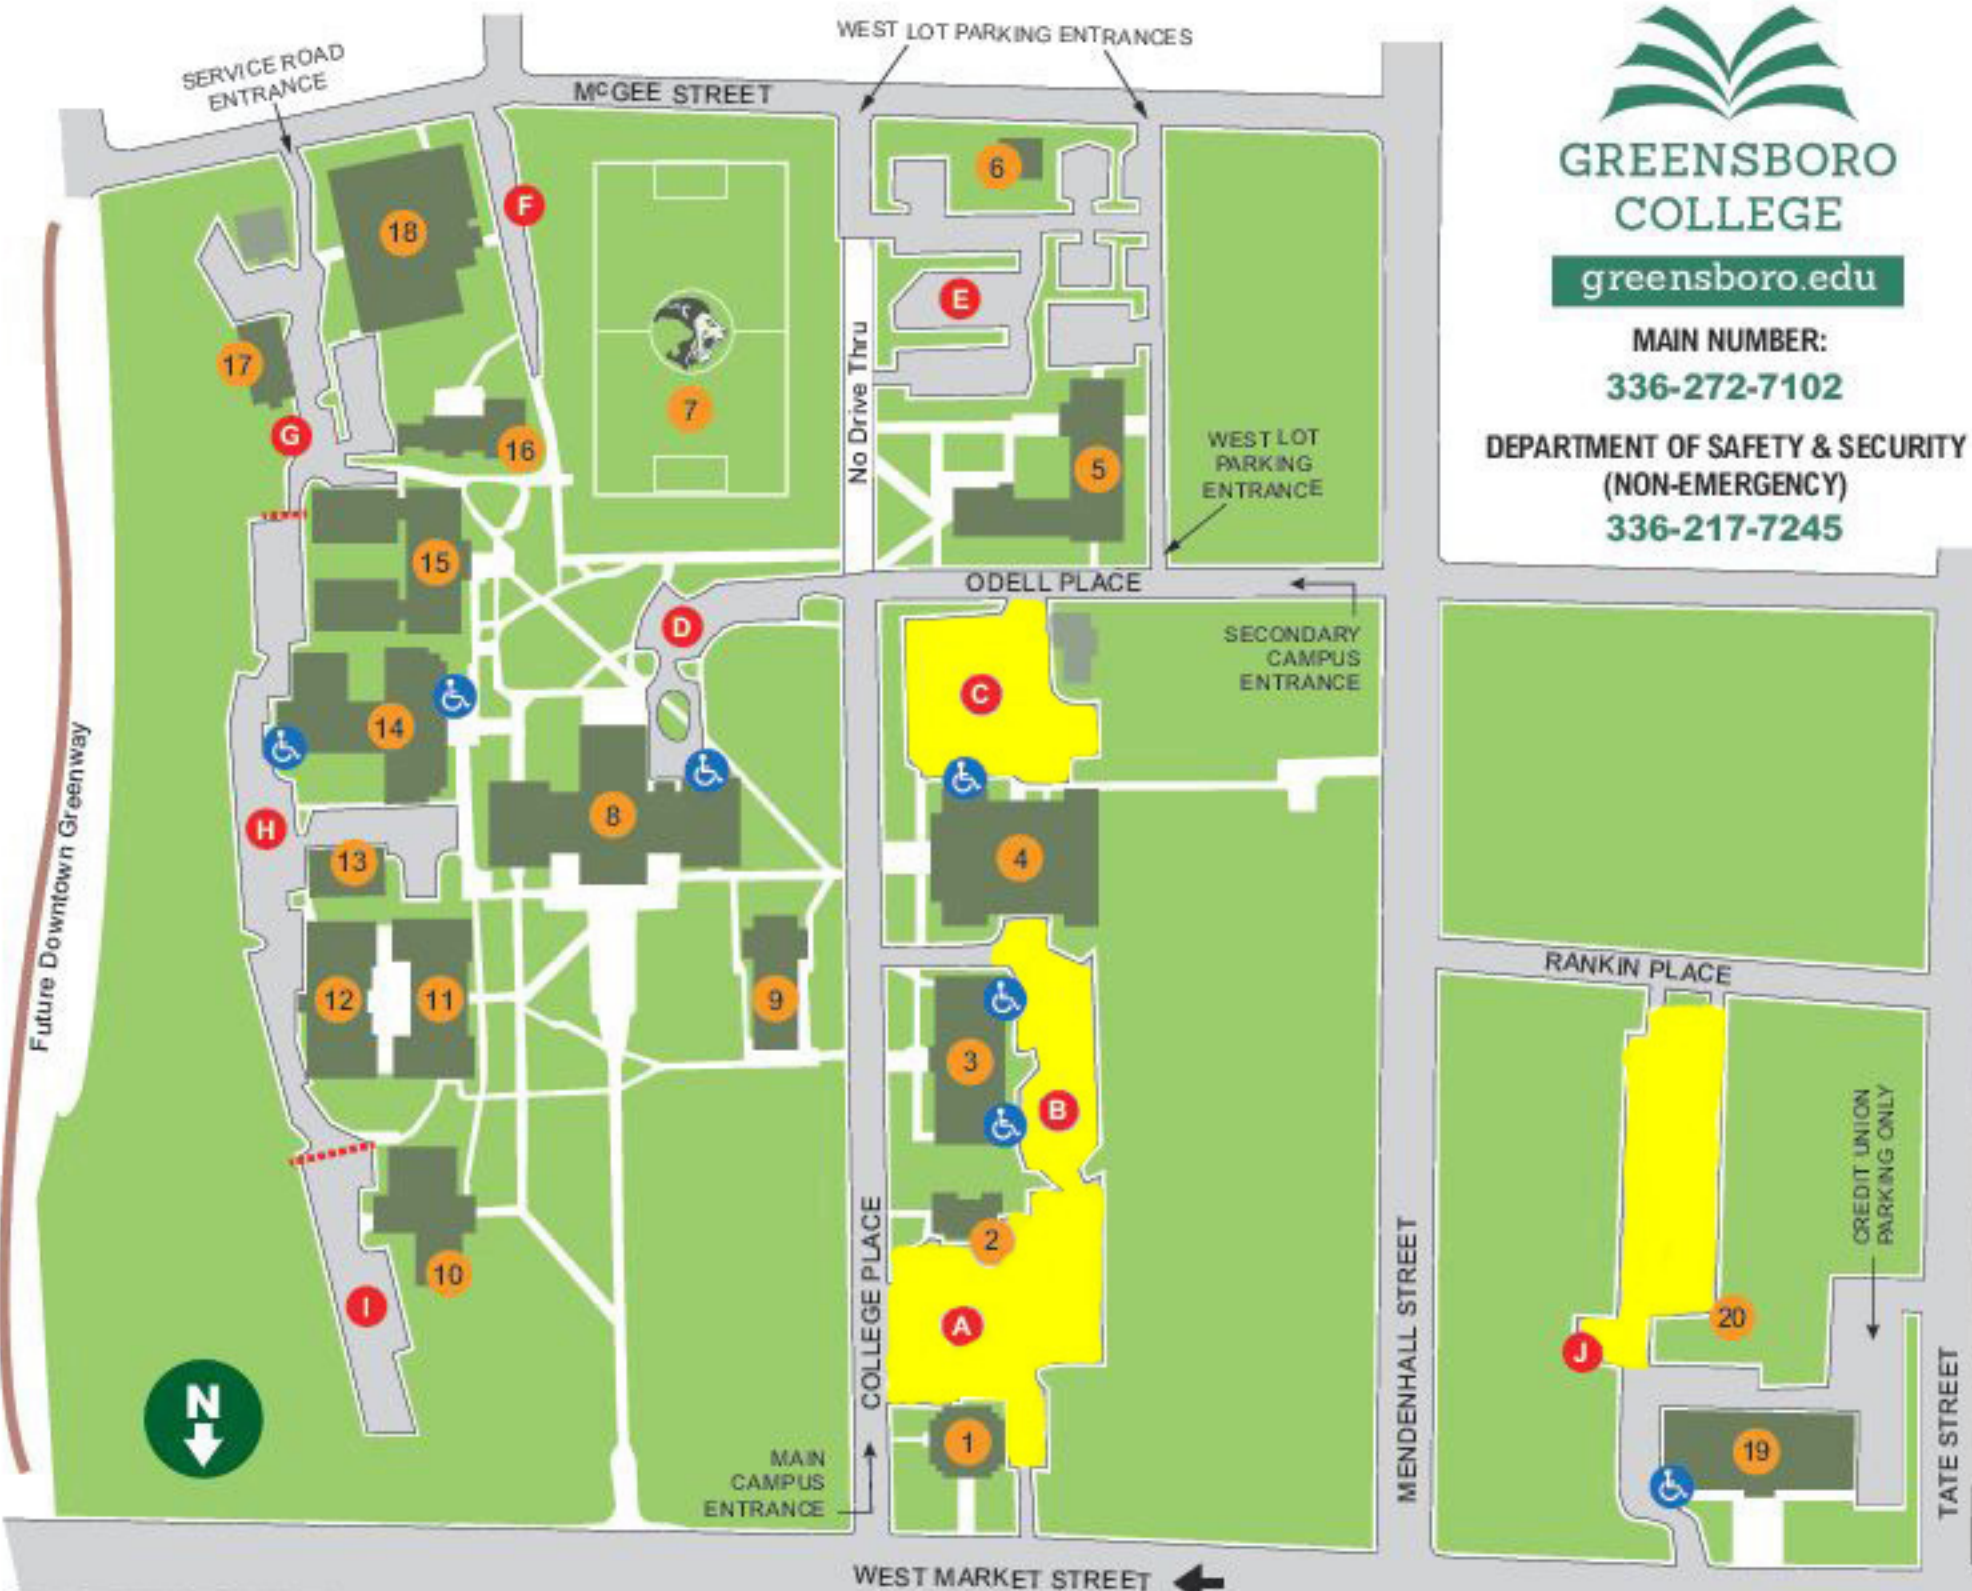 WEST LOT PARKING ENTRANCES
SERVICE ROAD
ENTRANCE
MCGEE STREET
GREENSBORO
COLLEGE
greensboro.edu
MAIN NUMBER:
336-272-7102
DEPARTMENT OF SAFETY & SECURITY
(NON-EMERGENCY)
336-217-7245
6
18
F
E
17
7
No Drive Thru
G
16
5
WEST LOT
PARKING
ENTRANCE
15
ODELL PLACE
D
SECONDARY
CAMPUS
ENTRANCE
C
14
Future Downtown Greenway
H
8
13
4
RANKIN PLACE
12
11
9
3
B
10
2
I
A
COLLEGE PLACE
MENDENHALL STREET
CREDIT UNION
PARKING ONLY
20
J
TATE STREET
N
1
19
MAIN
CAMPUS
ENTRANCE
WEST MARKET STREET